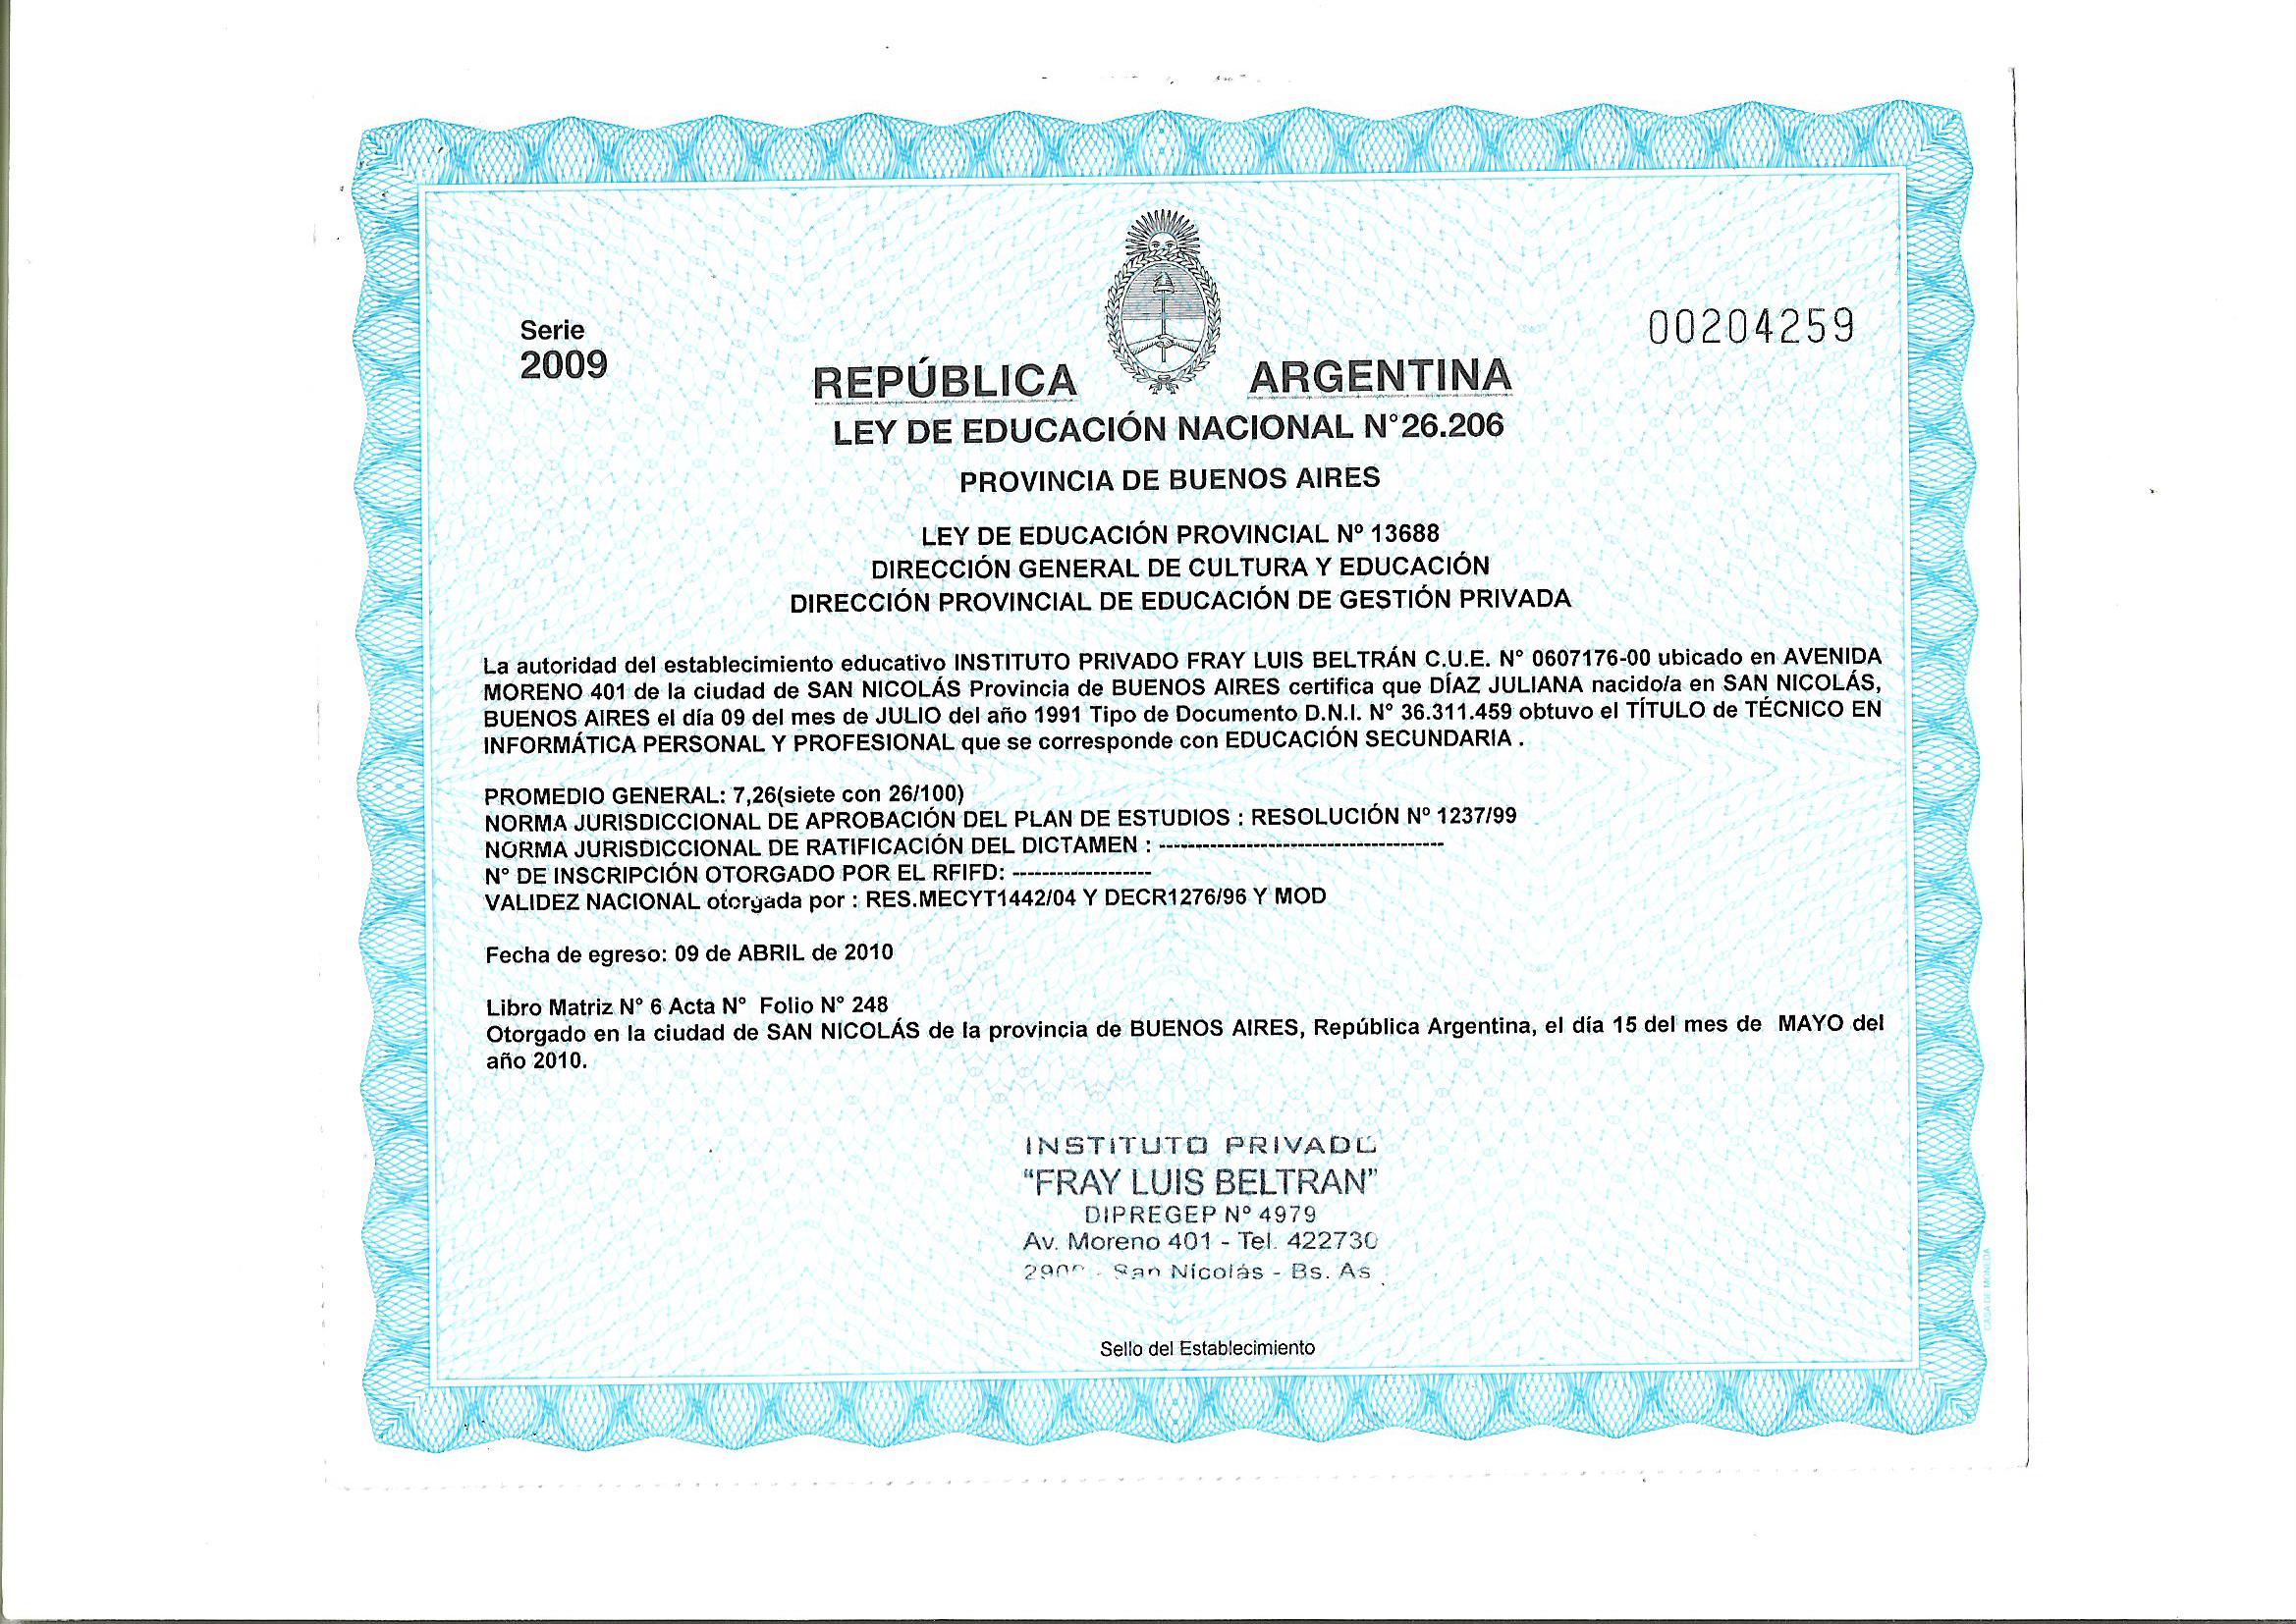 Serie
2009
00204259
REPÚBLICA ARGENTINA
LEY DE EDUCACIÓN NACIONAL N°26.206
PROVINCIA DE BUENOS AIRES
LEY DE EDUCACIÓN PROVINCIAL Nº 13688
DIRECCIÓN GENERAL DE CULTURA Y EDUCACIÓN
DIRECCIÓN PROVINCIAL DE EDUCACIÓN DE GESTIÓN PRIVADA
La autoridad del establecimiento educativo INSTITUTO PRIVADO FRAY LUIS BELTRÁN C.U.E. N° 0607176-00 ubicado en AVENIDA
MORENO 401 de la ciudad de SAN NICOLÁS Provincia de BUENOS AIRES certifica que DÍAZ JULIANA nacido/a en SAN NICOLÁS,
BUENOS AIRES el día 09 del mes de JULIO del año 1991 Tipo de Documento D.N.I. N° 36.311.459 obtuvo el TÍTULO de TÉCNICO EN
INFORMÁTICA PERSONAL Y PROFESIONAL que se corresponde con EDUCACIÓN SECUNDARIA .
PROMEDIO GENERAL: 7,26(siete con 26/100)
NORMA JURISDICCIONAL DE APROBACIÓN DEL PLAN DE ESTUDIOS : RESOLUCIÓN Nº 1237/99
NORMA JURISDICCIONAL DE RATIFICACIÓN DEL DICTAMEN : ---------------------------------------
N° DE INSCRIPCIÓN OTORGADO POR EL RFIFD: -------------------
VALIDEZ NACIONAL otorgada por : RES.MECYT1442/04 Y DECR1276/96 Y MOD
Fecha de egreso: 09 de ABRIL de 2010
Libro Matriz N° 6 Acta N° Folio N° 248
Otorgado en la ciudad de SAN NICOLÁS de la provincia de BUENOS AIRES, República Argentina, el día 15 del mes de MAYO del
año 2010.
INSTITUTO PRIVADO
“FRAY LUIS BELTRAN”
DIPREGEP Nº 4979
Av. Moreno 401 - Tel. 422730
- San Nicolás - Bs. As
Sello del Establecimiento